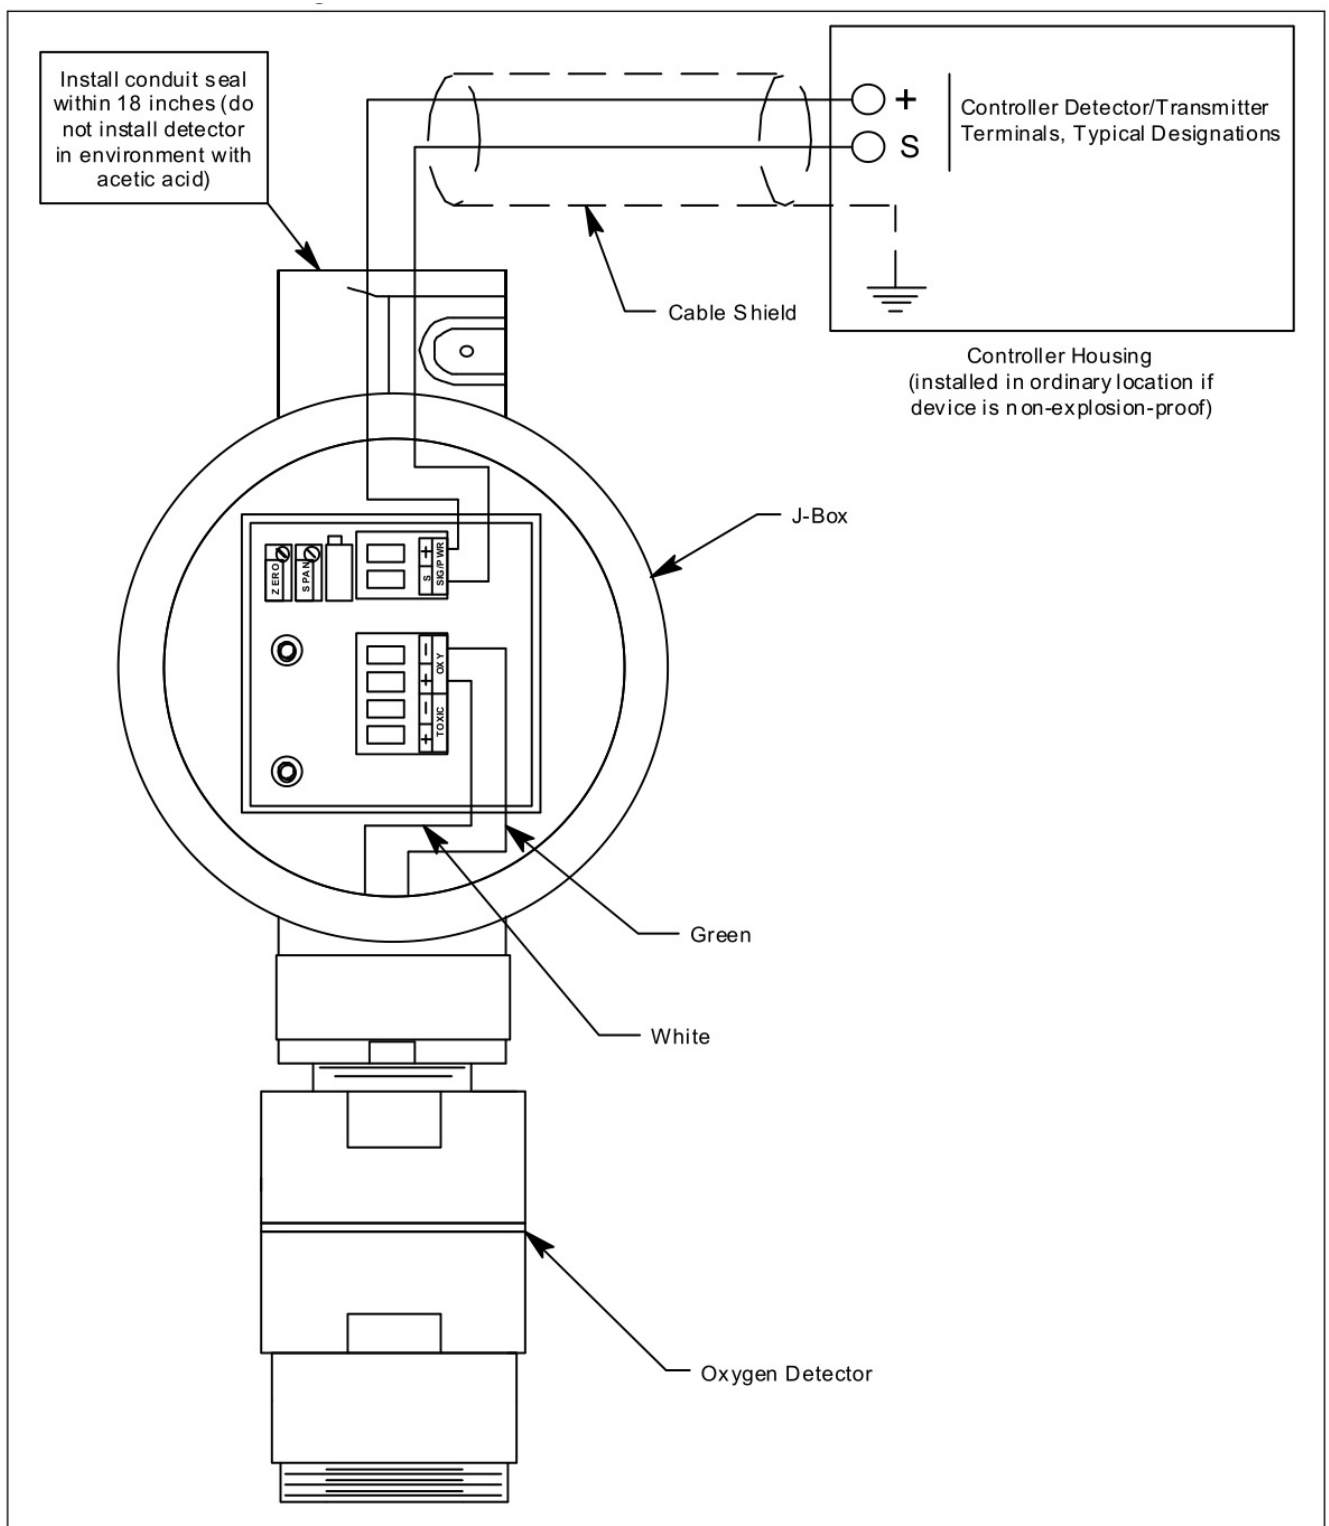 Install conduit seal
within 18 inches (do
not install detector
in environment with
acetic acid)
+
S
Controller Detector/Transmitter
Terminals, Typical Designations
Cable Shield
Controller Housing
(installed in ordinary location if
device is non-explosion-proof)
J-Box
ZERO
SPAN
+
S
SIG/PWR
−
+
OXY
−
+
TOXIC
Green
White
Oxygen Detector